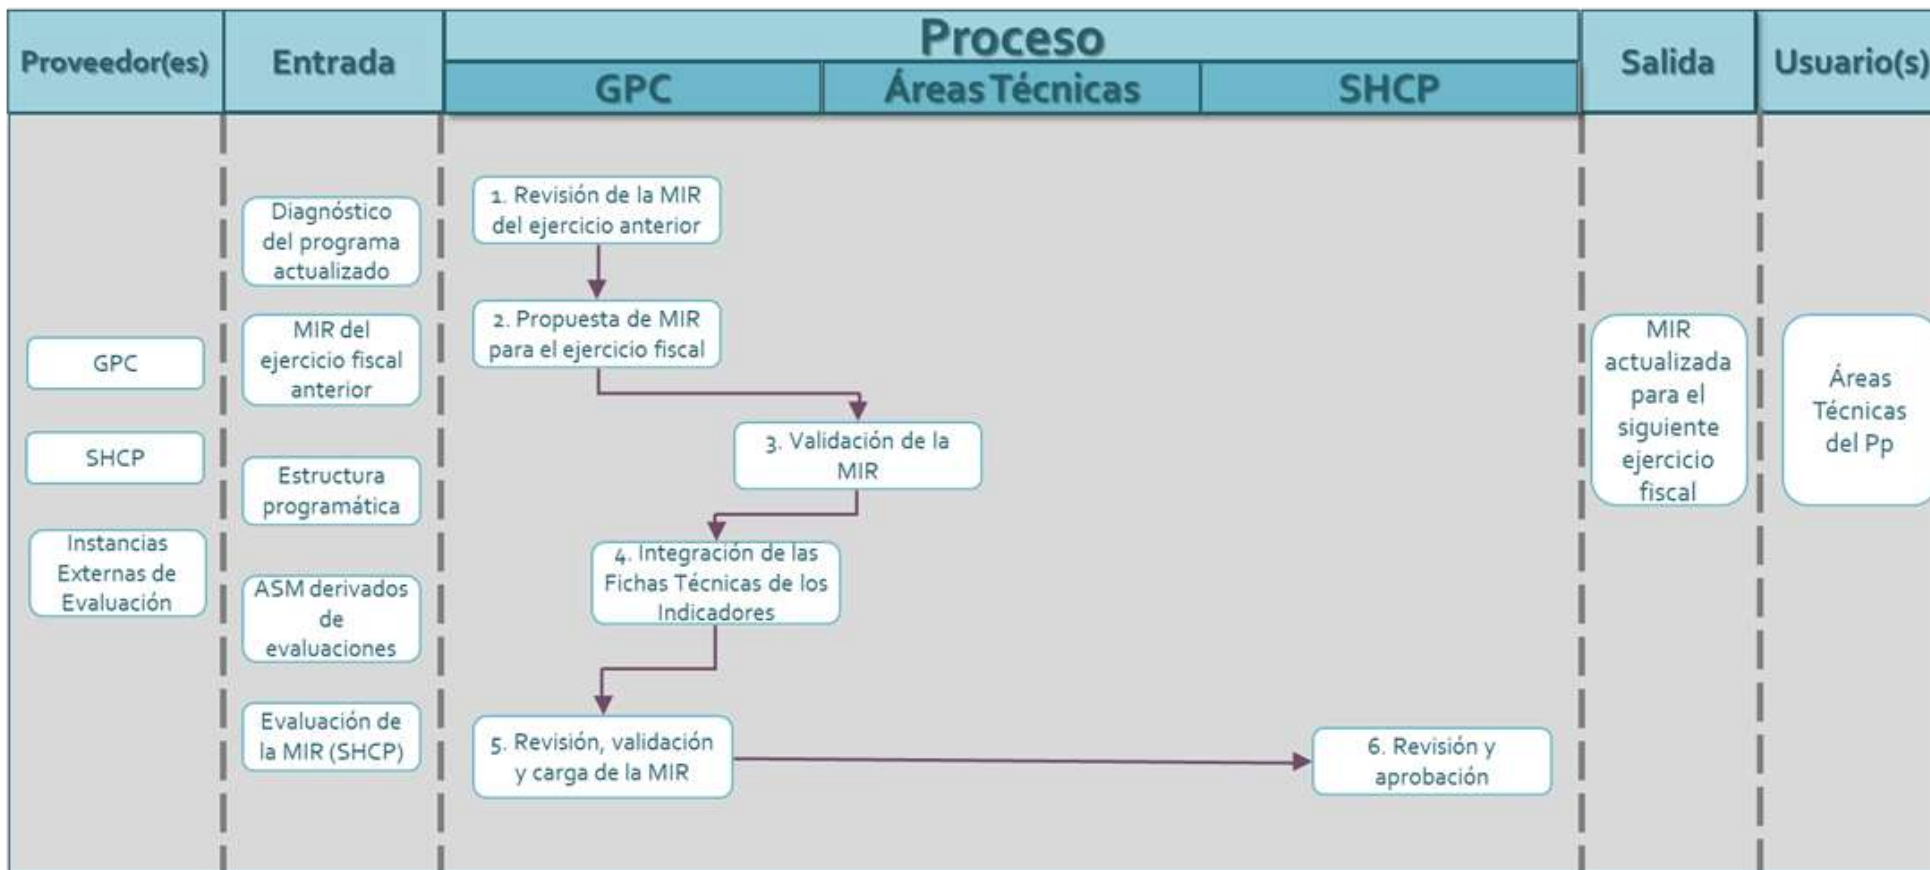 Proveedor(es)
Entrada
Proceso
GPC
Áreas Técnicas
SHCP
Salida
Usuario(s)
GPC
SHCP
Instancias
Externas de
Evaluación
Diagnóstico
del programa
actualizado
MIR del
ejercicio fiscal
anterior
Estructura
programática
ASM derivados
de
evaluaciones
Evaluación de
la MIR (SHCP)
1. Revisión de la MIR
del ejercicio anterior
2. Propuesta de MIR
para el ejercicio fiscal
3. Validación de la
MIR
4. Integración de las
Fichas Técnicas de los
Indicadores
5. Revisión, validación
y carga de la MIR
6. Revisión y
aprobación
MIR
actualizada
para el
siguiente
ejercicio
fiscal
Áreas
Técnicas
del Pp